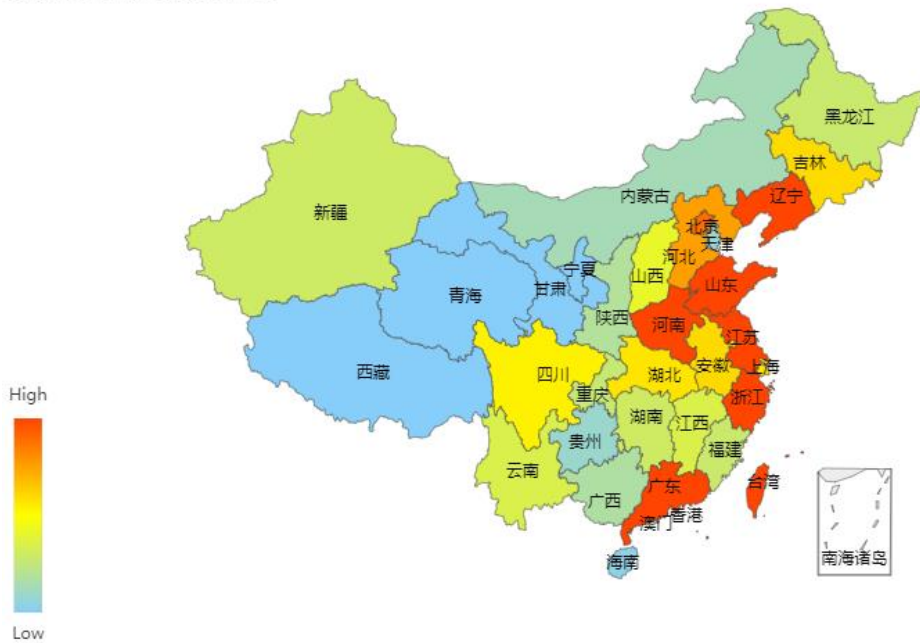 黑龙江
吉林
辽宁
内蒙古
新疆
北京
天津
河北
山西
山东
宁夏
甘肃
青海
陕西
河南
江苏
西藏
四川
湖北
安徽
上海
重庆
浙江
High
湖南
江西
贵州
福建
云南
广西
广东
台湾
澳门
香港
海南
南海诸岛
Low